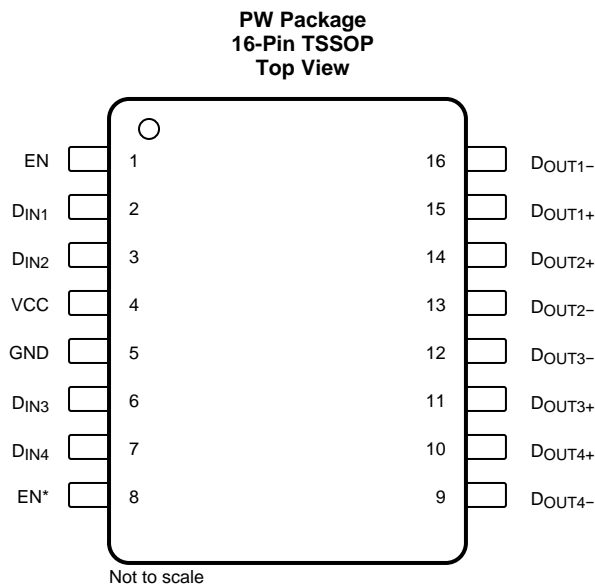 PW Package
16-Pin TSSOP
Top View
EN 1 16 DOUT1−
DIN1 2 15 DOUT1+
DIN2 3 14 DOUT2+
VCC 4 13 DOUT2−
GND 5 12 DOUT3−
DIN3 6 11 DOUT3+
DIN4 7 10 DOUT4+
EN* 8 9 DOUT4−
Not to scale